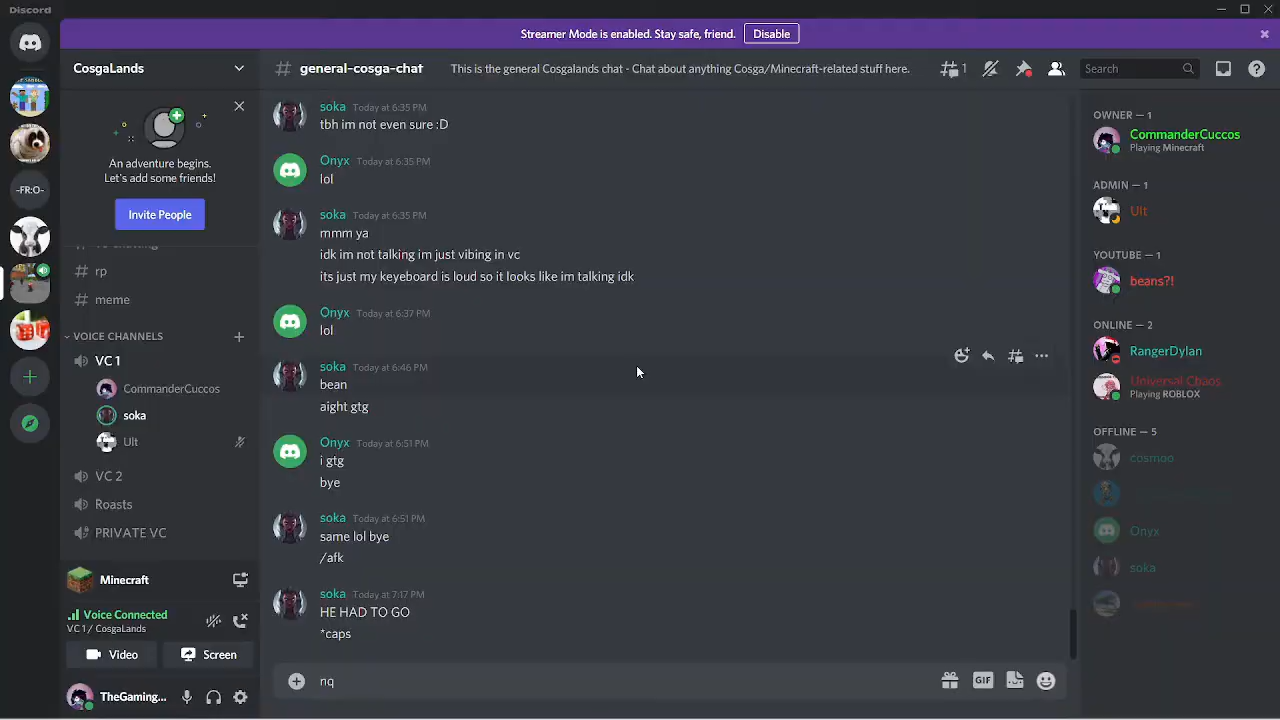 Discord
Streamer Mode is enabled. Stay safe, friend.
Disable
CosgaLands
general-cosga-chat
This is the general Cosgalands chat - Chat about anything Cosga/Minecraft-related stuff here.
1
Search
An adventure begins.
Let's add some friends!
Invite People
-FR:O-
# rp
# meme
VOICE CHANNELS
VC 1
CommanderCuccos
soka
Ult
VC 2
Roasts
PRIVATE VC
Minecraft
Voice Connected
VC 1 / CosgaLands
Video
Screen
TheGaming...
soka Today at 6:35 PM
tbh im not even sure :D
Onyx Today at 6:35 PM
lol
soka Today at 6:35 PM
mmm ya
idk im not talking im just vibing in vc
its just my keyeboard is loud so it looks like im talking idk
Onyx Today at 6:37 PM
lol
soka Today at 6:46 PM
bean
aight gtg
Onyx Today at 6:51 PM
i gtg
bye
soka Today at 6:51 PM
same lol bye
/afk
soka Today at 7:17 PM
HE HAD TO GO
*caps
nq
GIF
OWNER — 1
CommanderCuccos
Playing Minecraft
ADMIN — 1
Ult
YOUTUBE — 1
beans?!
ONLINE — 2
RangerDylan
Universal Chaos
Playing ROBLOX
OFFLINE — 5
cosmoo
Onyx
soka